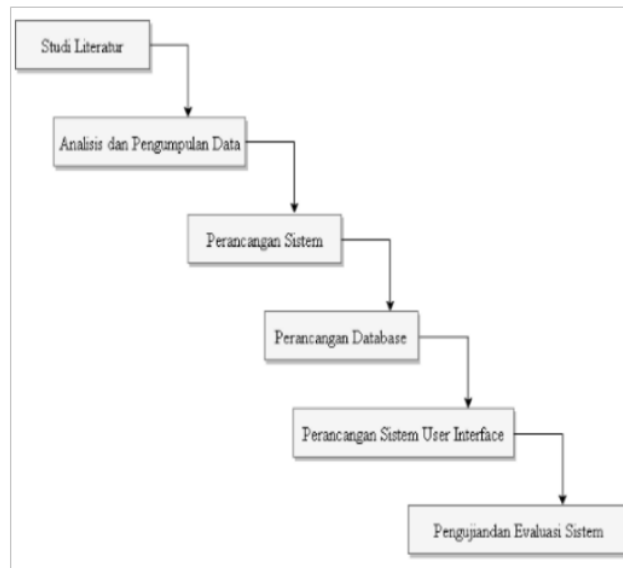 Studi Literatur
Analisis dan Pengumpulan Data
Perancangan Sistem
Perancangan Database
Perancangan Sistem User Interface
Pengujiandan Evaluasi Sistem